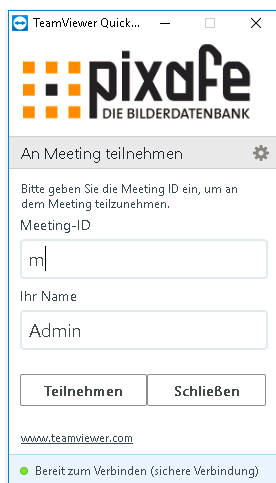 TeamViewer Quick...
pixafe
DIE BILDERDATENBANK
An Meeting teilnehmen
Bitte geben Sie die Meeting ID ein, um an
dem Meeting teilzunehmen.
Meeting-ID
m
Ihr Name
Admin
Teilnehmen Schließen
www.teamviewer.com
Bereit zum Verbinden (sichere Verbindung)